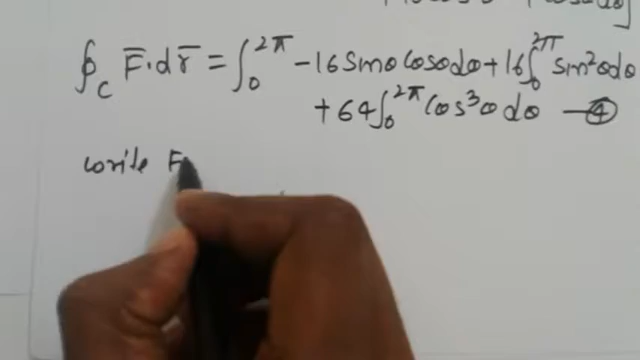 ∮_C F̅·dr̅ = ∫₀^2π -16 sinθ cosθ dθ + 16∫₀^2π sin²θ dθ
+ 64∫₀^2π cos³θ dθ —④
write F